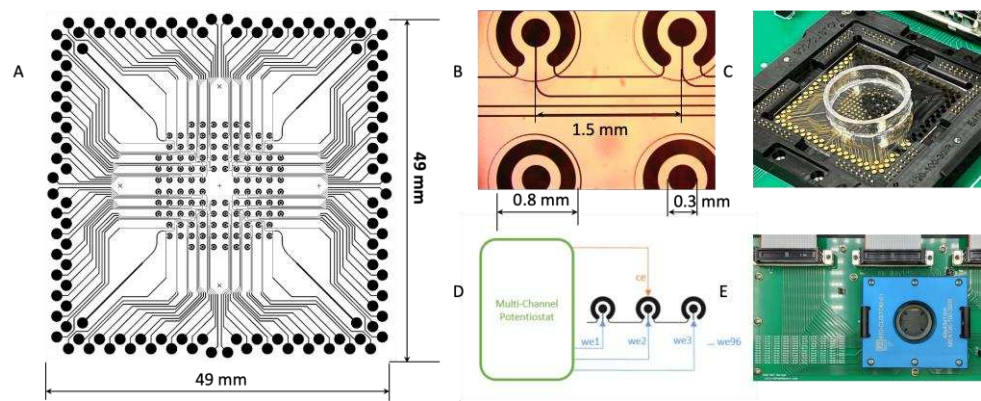 A
49 mm
49 mm
B
1.5 mm
0.8 mm
0.3 mm
C
D
Multi-Channel
Potentiostat
ce
we1
we2
we3
... we96
E